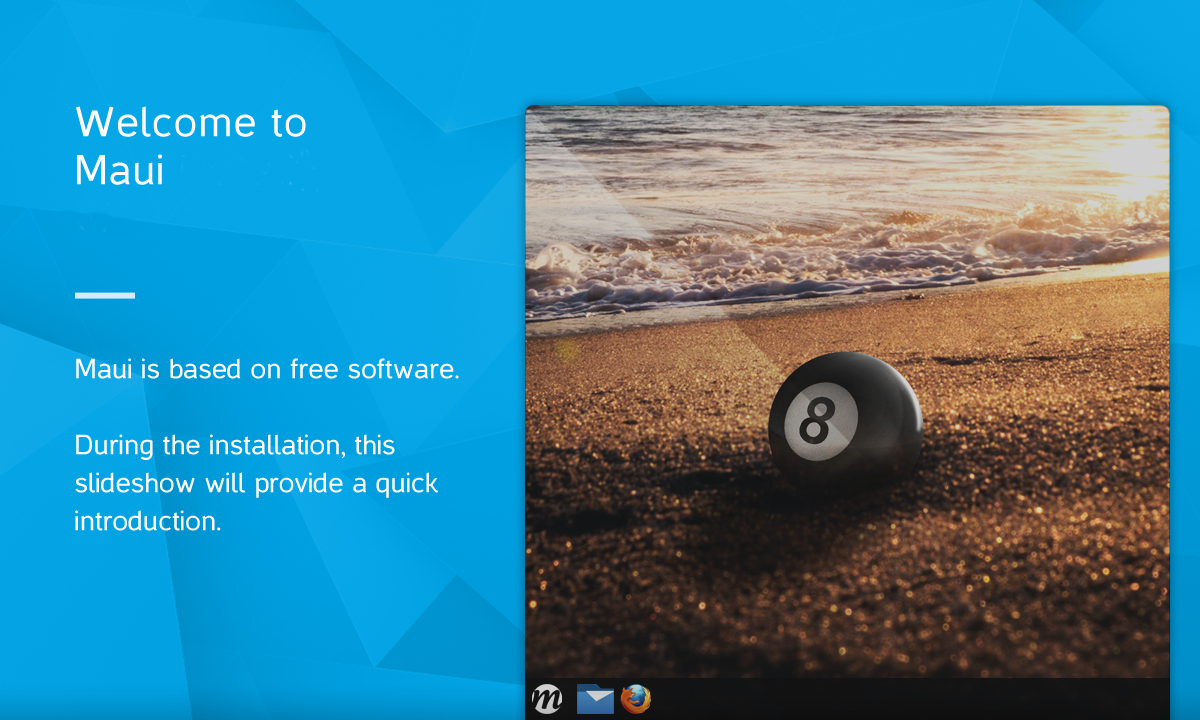 Welcome to
Maui
Maui is based on free software.
During the installation, this
slideshow will provide a quick
introduction.
8
m